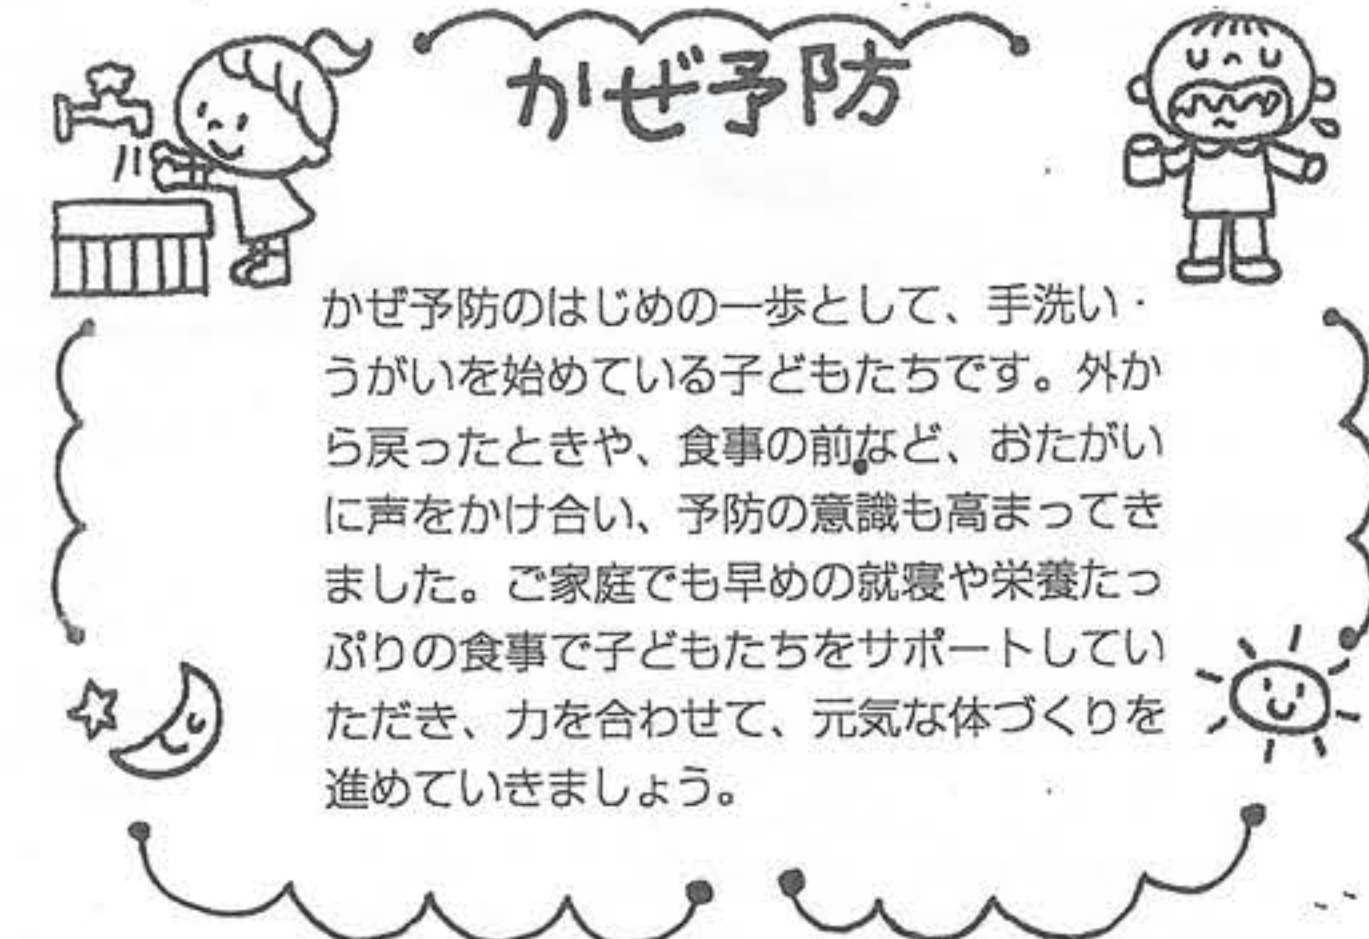 かぜ予防
かぜ予防のはじめの一歩として、手洗い・
うがいを始めている子どもたちです。外か
ら戻ったときや、食事の前など、おたがい
に声をかけ合い、予防の意識も高まってき
ました。ご家庭でも早めの就寝や栄養たっ
ぷりの食事で子どもたちをサポートしてい
ただき、力を合わせて、元気な体づくりを
進めていきましょう。